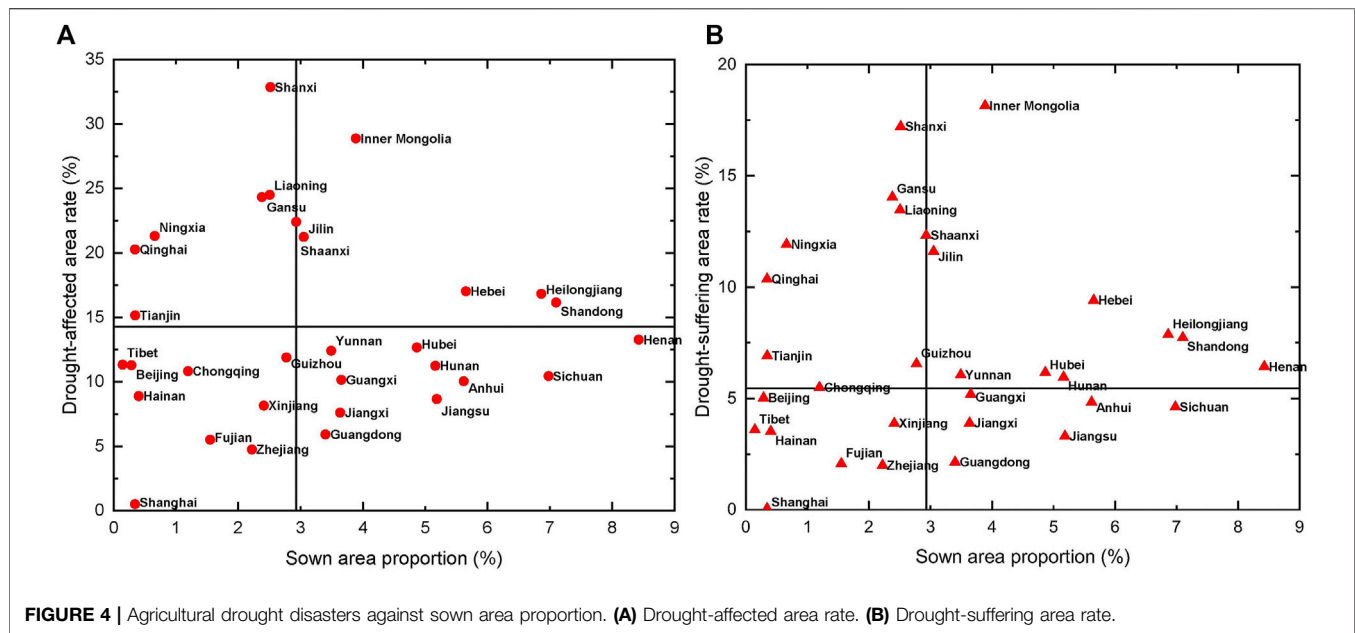 A
35
30
25
20
15
10
5
0
Drought-affected area rate (%)
Shanxi
Inner Mongolia
Liaoning
Gansu
Jilin
Shaanxi
Ningxia
Qinghai
Hebei
Heilongjiang
Shandong
Tianjin
Henan
Yunnan
Hubei
Tibet
Guizhou
Hunan
Beijing
Chongqing
Guangxi
Anhui
Sichuan
Hainan
Xinjiang
Jiangxi
Jiangsu
Fujian
Guangdong
Zhejiang
Shanghai
0 1 2 3 4 5 6 7 8 9
Sown area proportion (%)
B
20
15
10
5
0
Drought-suffering area rate (%)
Inner Mongolia
Shanxi
Gansu
Liaoning
Shaanxi
Ningxia
Jilin
Qinghai
Hebei
Heilongjiang
Shandong
Tianjin
Guizhou
Hubei
Henan
Yunnan
Hunan
Chongqing
Beijing
Guangxi
Anhui
Sichuan
Tibet
Xinjiang
Jiangxi
Hainan
Jiangsu
Fujian
Zhejiang
Guangdong
Shanghai
0 1 2 3 4 5 6 7 8 9
Sown area proportion (%)
FIGURE 4 | Agricultural drought disasters against sown area proportion. (A) Drought-affected area rate. (B) Drought-suffering area rate.